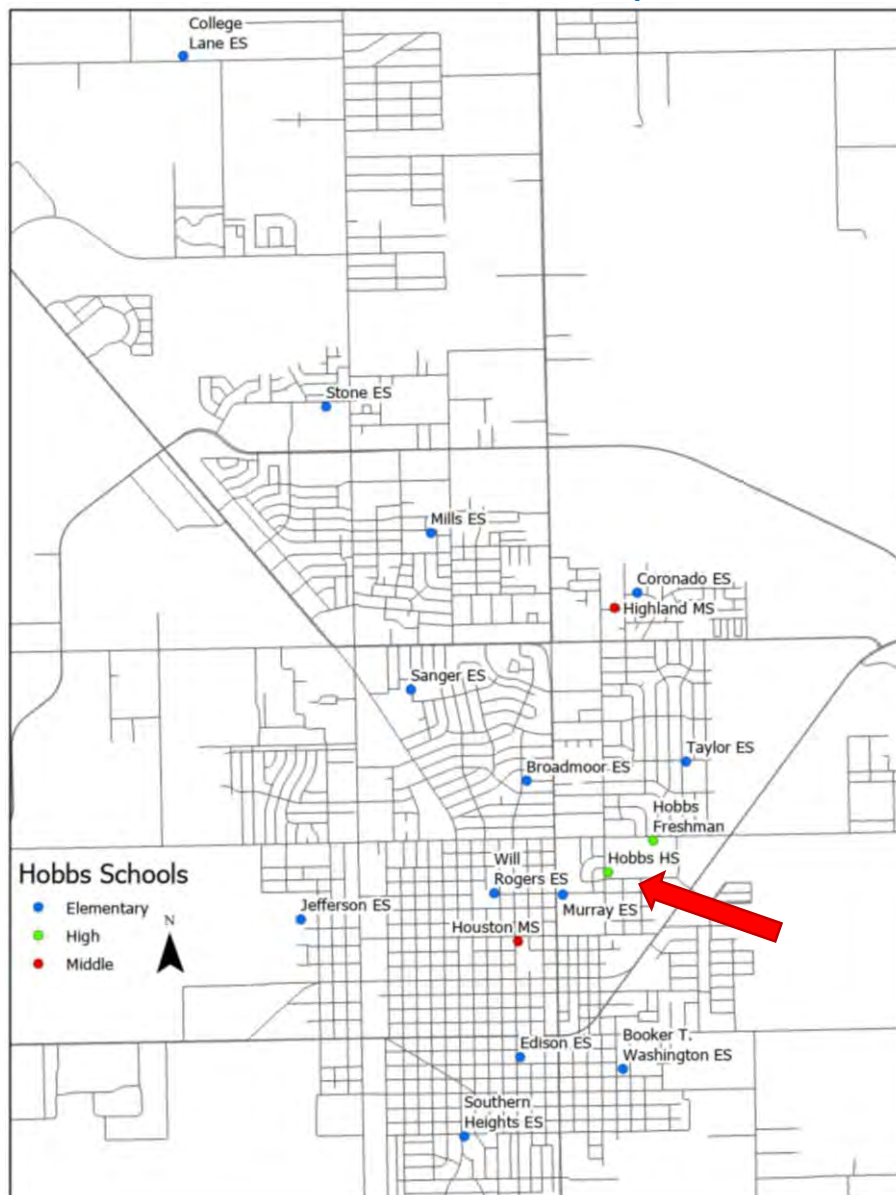 College
Lane ES
Stone ES
Mills ES
Coronado ES
Highland MS
Sanger ES
Taylor ES
Broadmoor ES
Hobbs
Freshman
Hobbs HS
Will
Rogers ES
Murray ES
Jefferson ES
Houston MS
Edison ES
Booker T.
Washington ES
Southern
Heights ES
Hobbs Schools
Elementary
High
Middle
N